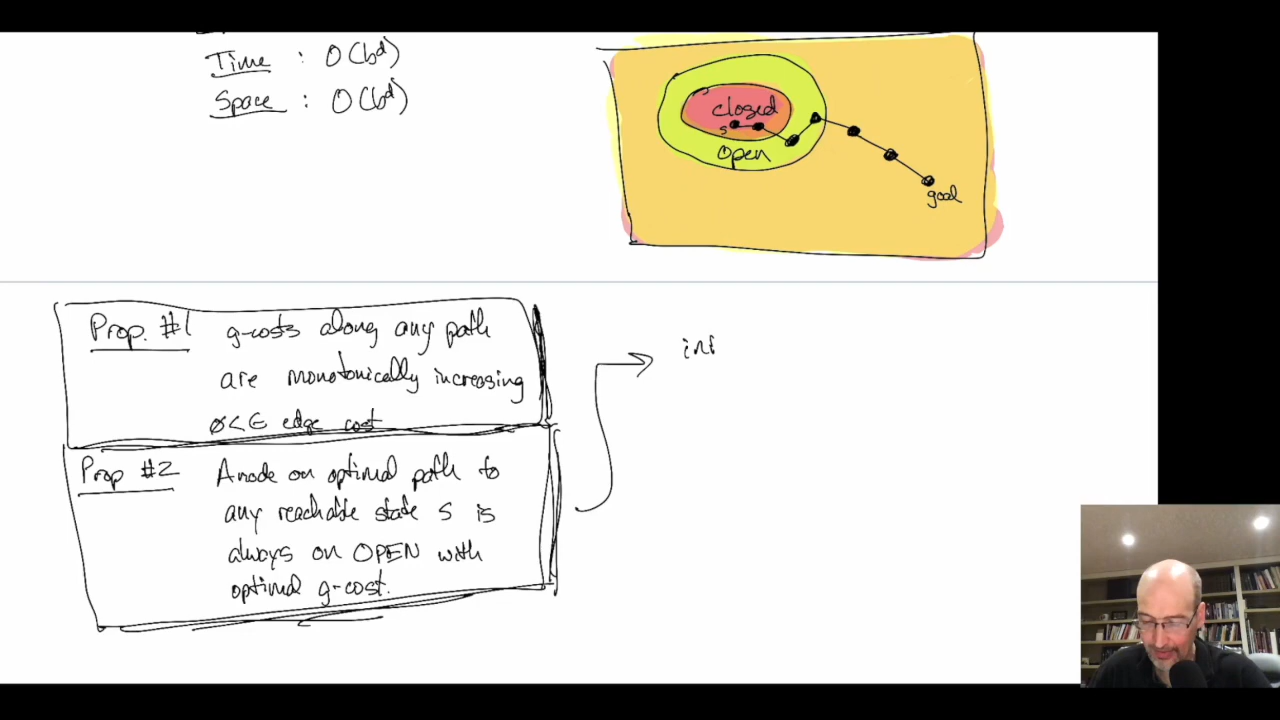 Time : O(b^d)
Space : O(b^d)
closed
s
Open
goal
Prop. #1 g-costs along any path
are monotonically increasing
0<ϵ edge cost
Prop #2 A node on optimal path to
any reachable state s is
always on OPEN with
optimal g-cost.
ini